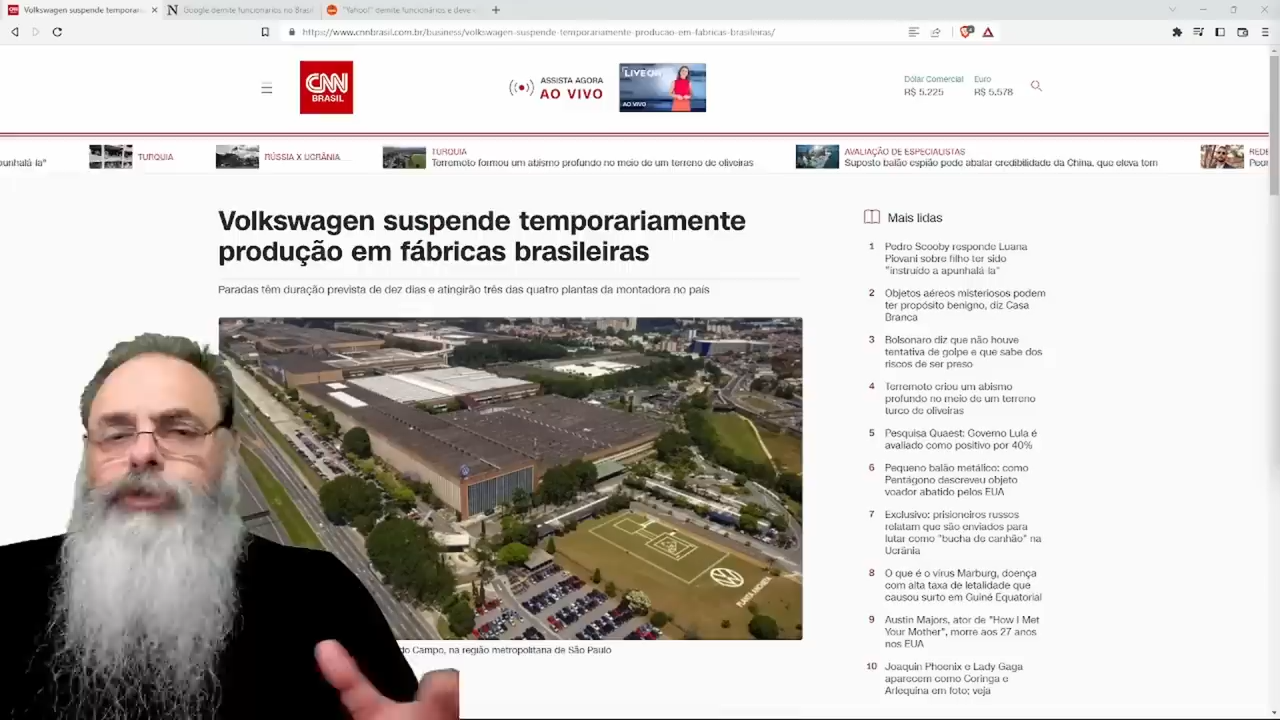 Volkswagen suspende temporar
Google demite funcionários no Brasil
"Yahoo!" demite funcionários e deve
https://www.cnnbrasil.com.br/business/volkswagen-suspende-temporariamente-producao-em-fabricas-brasileiras/
CNN
BRASIL
ASSISTA AGORA
AO VIVO
LIVE ON
AO VIVO
Dólar Comercial
R$ 5.225
Euro
R$ 5.578
TURQUIA
RÚSSIA X UCRÂNIA
TURQUIA
Terremoto formou um abismo profundo no meio de um terreno de oliveiras
AVALIAÇÃO DE ESPECIALISTAS
Suposto balão espião pode abalar credibilidade da China, que eleva tom
REDE
Volkswagen suspende temporariamente
produção em fábricas brasileiras
Paradas têm duração prevista de dez dias e atingirão três das quatro plantas da montadora no país
do Campo, na região metropolitana de São Paulo
Mais lidas
1 Pedro Scooby responde Luana
Piovani sobre filho ter sido
"instruído a apunhalá-la"
2 Objetos aéreos misteriosos podem
ter propósito benigno, diz Casa
Branca
3 Bolsonaro diz que não houve
tentativa de golpe e que sabe dos
riscos de ser preso
4 Terremoto criou um abismo
profundo no meio de um terreno
turco de oliveiras
5 Pesquisa Quaest: Governo Lula é
avaliado como positivo por 40%
6 Pequeno balão metálico: como
Pentágono descreveu objeto
voador abatido pelos EUA
7 Exclusivo: prisioneiros russos
relatam que são enviados para
lutar como "bucha de canhão" na
Ucrânia
8 O que é o vírus Marburg, doença
com alta taxa de letalidade que
causou surto em Guiné Equatorial
9 Austin Majors, ator de "How I Met
Your Mother", morre aos 27 anos
nos EUA
10 Joaquin Phoenix e Lady Gaga
aparecem como Coringa e
Arlequina em foto; veja